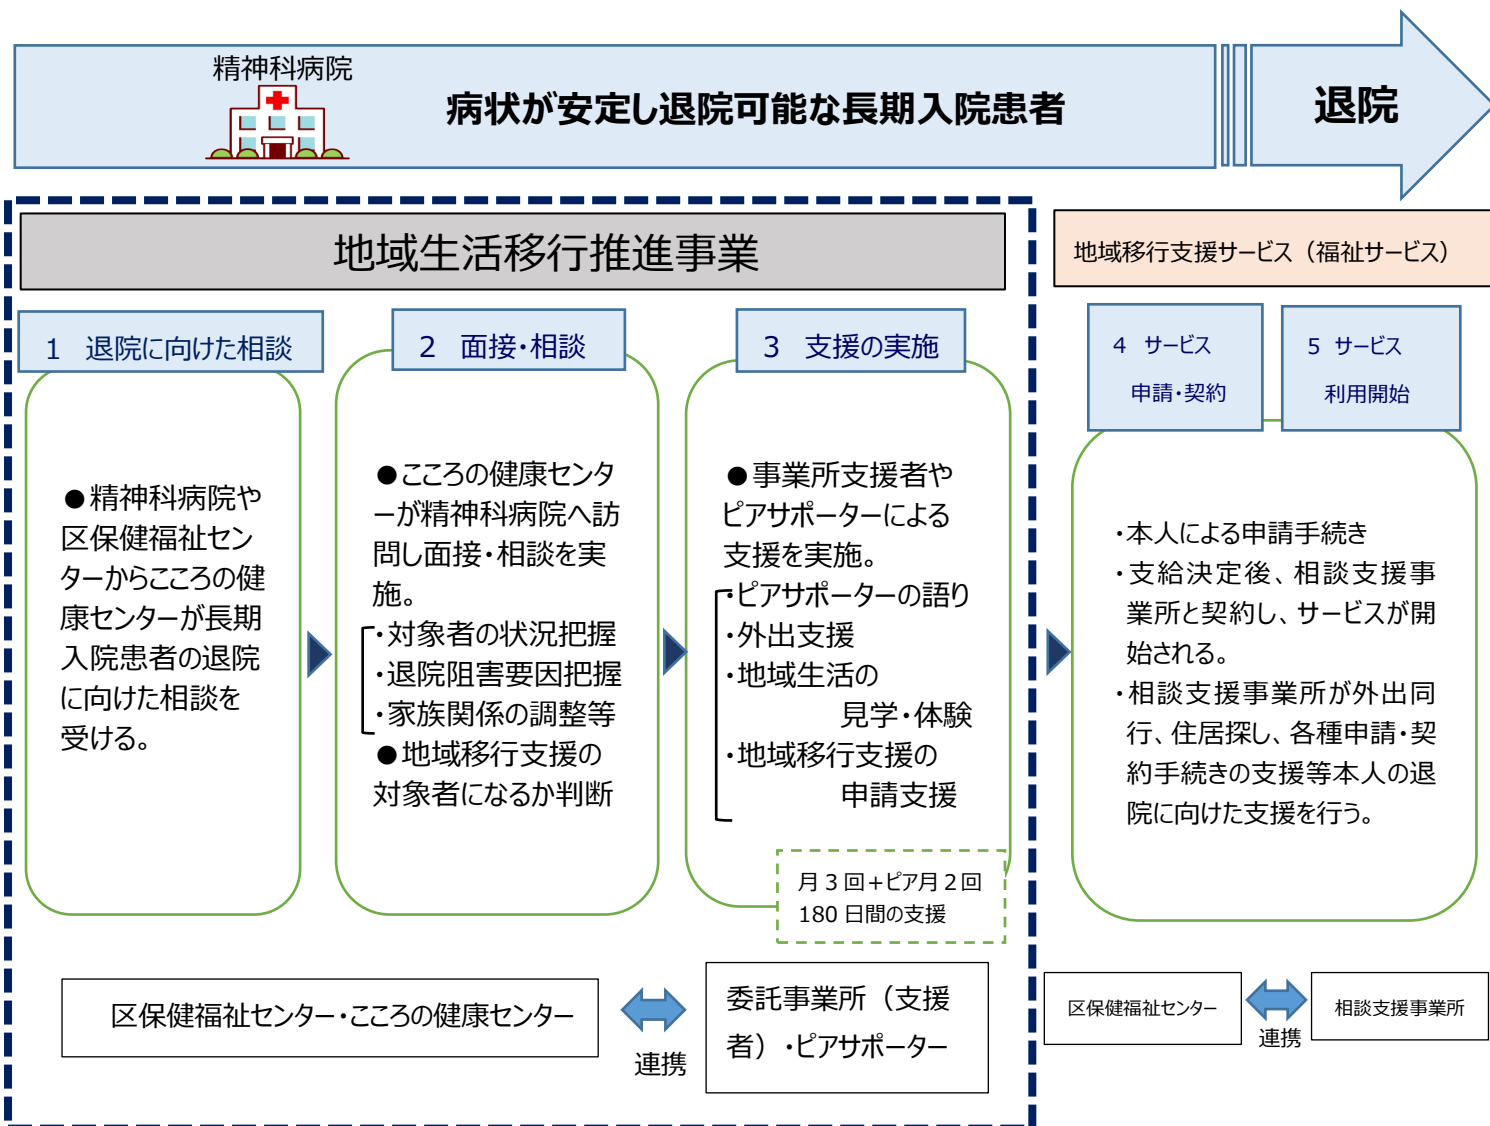 精神科病院
病状が安定し退院可能な長期入院患者
退院
地域生活移行推進事業
地域移行支援サービス（福祉サービス）
1　退院に向けた相談
●精神科病院や
区保健福祉セン
ターからこころの健
康センターが長期
入院患者の退院
に向けた相談を
受ける。
2　面接・相談
●こころの健康センタ
ーが精神科病院へ訪
問し面接・相談を実
施。
・対象者の状況把握
・退院阻害要因把握
・家族関係の調整等
●地域移行支援の
対象者になるか判断
3　支援の実施
●事業所支援者や
ピアサポーターによる
支援を実施。
・ピアサポーターの語り
・外出支援
・地域生活の
見学・体験
・地域移行支援の
申請支援
月３回+ピア月２回
180 日間の支援
4　サービス
申請・契約
5　サービス
利用開始
・本人による申請手続き
・支給決定後、相談支援事
業所と契約し、サービスが開
始される。
・相談支援事業所が外出同
行、住居探し、各種申請・契
約手続きの支援等本人の退
院に向けた支援を行う。
区保健福祉センター・こころの健康センター
連携
委託事業所（支援
者）・ピアサポーター
区保健福祉センター
連携
相談支援事業所